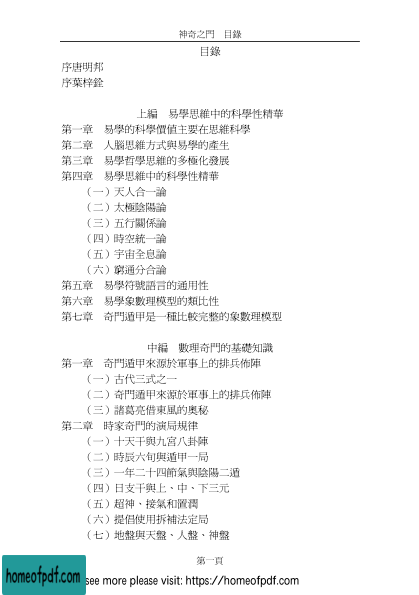 神奇之門　目錄
目錄
序唐明邦
序葉梓銓
上編　易學思維中的科學性精華
第一章　易學的科學價值主要在思維科學
第二章　人腦思維方式與易學的產生
第三章　易學哲學思維的多極化發展
第四章　易學思維中的科學性精華
（一）天人合一論
（二）太極陰陽論
（三）五行關係論
（四）時空統一論
（五）宇宙全息論
（六）窮通分合論
第五章　易學符號語言的通用性
第六章　易學象數理模型的類比性
第七章　奇門遁甲是一種比較完整的象數理模型
中編　數理奇門的基礎知識
第一章　奇門遁甲來源於軍事上的排兵佈陣
（一）古代三式之一
（二）奇門遁甲來源於軍事上的排兵佈陣
（三）諸葛亮借東風的奧秘
第二章　時家奇門的演局規律
（一）十天干與九宮八卦陣
（二）時辰六旬與遁甲一局
（三）一年二十四節氣與陰陽二遁
（四）日支干與上、中、下三元
（五）超神、接氣和置潤
（六）提倡使用拆補法定局
（七）地盤與天盤、人盤、神盤
第一頁
homeofpdf.com
see more please visit: https://homeofpdf.com